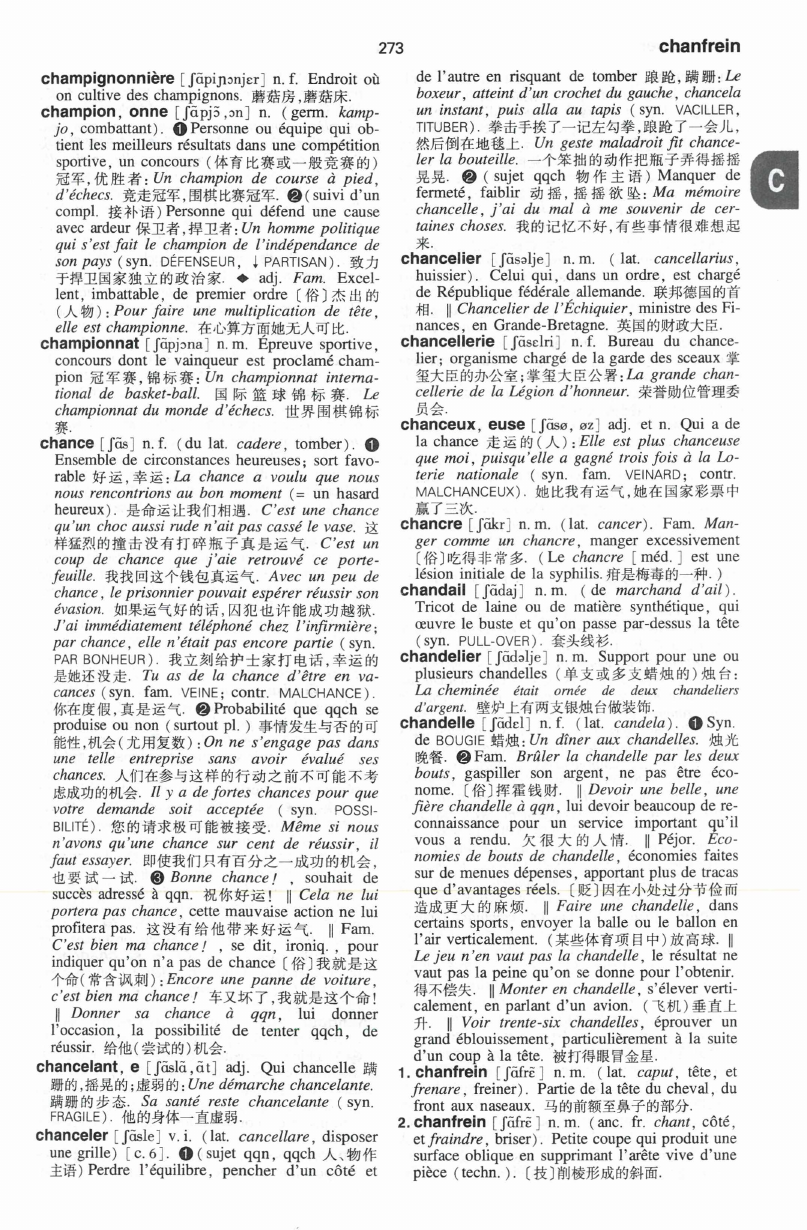 273
chanfrein
champignonnière [ʃɑ̃piɲɔnjɛr] n. f. Endroit où
on cultive des champignons. 蘑菇房,蘑菇床.
champion, onne [ʃɑ̃pjɔ̃,ɔn] n. (germ. kamp-
jo, combattant). ❶Personne ou équipe qui ob-
tient les meilleurs résultats dans une compétition
sportive, un concours (体育比赛或一般竞赛的)
冠军,优胜者:Un champion de course à pied,
d'échecs. 竞走冠军,围棋比赛冠军. ❷(suivi d'un
compl. 接补语) Personne qui défend une cause
avec ardeur 保卫者,捍卫者:Un homme politique
qui s'est fait le champion de l'indépendance de
son pays (syn. DÉFENSEUR, ↓PARTISAN). 致力
于捍卫国家独立的政治家. ◆ adj. Fam. Excel-
lent, imbattable, de premier ordre [俗]杰出的
(人物):Pour faire une multiplication de tête,
elle est championne. 在心算方面她无人可比.
championnat [ʃɑ̃pjɔna] n. m. Épreuve sportive,
concours dont le vainqueur est proclamé cham-
pion 冠军赛,锦标赛:Un championnat interna-
tional de basket-ball. 国际篮球锦标赛. Le
championnat du monde d'échecs. 世界围棋锦标
赛.
chance [ʃɑ̃s] n. f. (du lat. cadere, tomber). ❶
Ensemble de circonstances heureuses; sort favo-
rable 好运,幸运:La chance a voulu que nous
nous rencontrions au bon moment (= un hasard
heureux). 是命运让我们相遇. C'est une chance
qu'un choc aussi rude n'ait pas cassé le vase. 这
样猛烈的撞击没有打碎瓶子真是运气. C'est un
coup de chance que j'aie retrouvé ce porte-
feuille. 我找回这个钱包真运气. Avec un peu de
chance, le prisonnier pouvait espérer réussir son
évasion. 如果运气好的话,囚犯也许能成功越狱.
J'ai immédiatement téléphoné chez l'infirmière;
par chance, elle n'était pas encore partie (syn.
PAR BONHEUR). 我立刻给护士家打电话,幸运的
是她还没走. Tu as de la chance d'être en va-
cances (syn. fam. VEINE; contr. MALCHANCE).
你在度假,真是运气. ❷Probabilité que qqch se
produise ou non (surtout pl.) 事情发生与否的可
能性,机会(尤用复数):On ne s'engage pas dans
une telle entreprise sans avoir évalué ses
chances. 人们在参与这样的行动之前不可能不考
虑成功的机会. Il y a de fortes chances pour que
votre demande soit acceptée ( syn. POSSI-
BILITÉ). 您的请求极可能被接受. Même si nous
n'avons qu'une chance sur cent de réussir, il
faut essayer. 即使我们只有百分之一成功的机会,
也要试一试. ❸ Bonne chance! , souhait de
succès adressé à qqn. 祝你好运! ‖ Cela ne lui
portera pas chance, cette mauvaise action ne lui
profitera pas. 这没有给他带来好运气. ‖ Fam.
C'est bien ma chance! , se dit, ironiq. , pour
indiquer qu'on n'a pas de chance [俗]我就是这
个命(常含讽刺):Encore une panne de voiture,
c'est bien ma chance! 车又坏了,我就是这个命!
‖ Donner sa chance à qqn, lui donner
l'occasion, la possibilité de tenter qqch, de
réussir. 给他(尝试的)机会.
chancelant, e [ʃɑ̃slɑ̃,ɑ̃t] adj. Qui chancelle 蹒
跚的,摇晃的;虚弱的:Une démarche chancelante.
蹒跚的步态. Sa santé reste chancelante (syn.
FRAGILE). 他的身体一直虚弱.
chanceler [ʃɑ̃sle] v. i. (lat. cancellare, disposer
une grille) [c. 6]. ❶(sujet qqn, qqch 人、物作
主语) Perdre l'équilibre, pencher d'un côté et
de l'autre en risquant de tomber 踉跄,蹒跚:Le
boxeur, atteint d'un crochet du gauche, chancela
un instant, puis alla au tapis (syn. VACILLER,
TITUBER). 拳击手挨了一记左勾拳,踉跄了一会儿,
然后倒在地毯上. Un geste maladroit fit chance-
ler la bouteille. 一个笨拙的动作把瓶子弄得摇摇
晃晃. ❷ (sujet qqch 物作主语) Manquer de
fermeté, faiblir 动摇,摇摇欲坠:Ma mémoire
chancelle, j'ai du mal à me souvenir de cer-
taines choses. 我的记忆不好,有些事情很难想起
来.
chancelier [ʃɑ̃səlje] n. m. ( lat. cancellarius,
huissier). Celui qui, dans un ordre, est chargé
de République fédérale allemande. 联邦德国的首
相. ‖ Chancelier de l'Échiquier, ministre des Fi-
nances, en Grande-Bretagne. 英国的财政大臣.
chancellerie [ʃɑ̃sɛlri] n. f. Bureau du chance-
lier; organisme chargé de la garde des sceaux 掌
玺大臣的办公室;掌玺大臣公署:La grande chan-
cellerie de la Légion d'honneur. 荣誉勋位管理委
员会.
chanceux, euse [ʃɑ̃sø, øz] adj. et n. Qui a de
la chance 走运的(人):Elle est plus chanceuse
que moi, puisqu'elle a gagné trois fois à la Lo-
terie nationale ( syn. fam. VEINARD; contr.
MALCHANCEUX). 她比我有运气,她在国家彩票中
赢了三次.
chancre [ʃɑ̃kr] n. m. (lat. cancer). Fam. Man-
ger comme un chancre, manger excessivement
[俗]吃得非常多. (Le chancre [méd.] est une
lésion initiale de la syphilis. 疳是梅毒的一种.)
chandail [ʃɑ̃daj] n. m. ( de marchand d'ail).
Tricot de laine ou de matière synthétique, qui
œuvre le buste et qu'on passe par-dessus la tête
(syn. PULL-OVER). 套头线衫.
chandelier [ʃɑ̃dəlje] n. m. Support pour une ou
plusieurs chandelles (单支或多支蜡烛的)烛台:
La cheminée était ornée de deux chandeliers
d'argent. 壁炉上有两支银烛台做装饰.
chandelle [ʃɑ̃dɛl] n. f. (lat. candela). ❶ Syn.
de BOUGIE 蜡烛:Un dîner aux chandelles. 烛光
晚餐. ❷Fam. Brûler la chandelle par les deux
bouts, gaspiller son argent, ne pas être éco-
nome. [俗]挥霍钱财. ‖ Devoir une belle, une
fière chandelle à qqn, lui devoir beaucoup de re-
connaissance pour un service important qu'il
vous a rendu. 欠很大的人情. ‖ Péjor. Éco-
nomies de bouts de chandelle, économies faites
sur de menues dépenses, apportant plus de tracas
que d'avantages réels. [贬]因在小处过分节俭而
造成更大的麻烦. ‖ Faire une chandelle, dans
certains sports, envoyer la balle ou le ballon en
l'air verticalement. (某些体育项目中)放高球. ‖
Le jeu n'en vaut pas la chandelle, le résultat ne
vaut pas la peine qu'on se donne pour l'obtenir.
得不偿失. ‖Monter en chandelle, s'élever verti-
calement, en parlant d'un avion. (飞机)垂直上
升. ‖ Voir trente-six chandelles, éprouver un
grand éblouissement, particulièrement à la suite
d'un coup à la tête. 被打得眼冒金星.
1. chanfrein [ʃɑ̃frɛ̃] n. m. (lat. caput, tête, et
frenare, freiner). Partie de la tête du cheval, du
front aux naseaux. 马的前额至鼻子的部分.
2. chanfrein [ʃɑ̃frɛ̃] n. m. (anc. fr. chant, côté,
et fraindre, briser). Petite coupe qui produit une
surface oblique en supprimant l'arête vive d'une
pièce (techn.). [技]削棱形成的斜面.
C